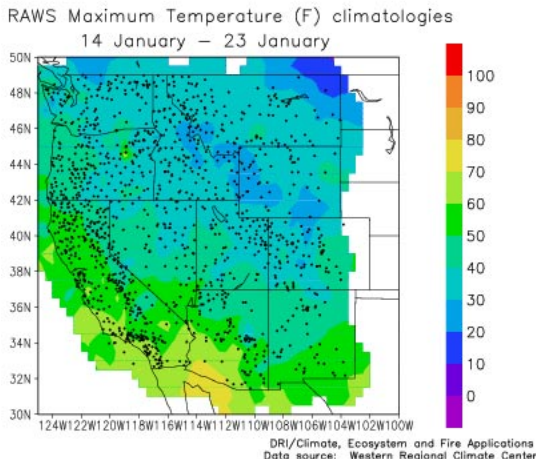 RAWS Maximum Temperature (F) climatologies
14 January – 23 January
50N
48N
46N
44N
42N
40N
38N
36N
34N
32N
30N
124W122W120W118W116W114W112W110W108W106W104W102W100W
100
90
80
70
60
50
40
30
20
10
0
DRI/Climate, Ecosystem and Fire Applications
Data source: Western Regional Climate Center